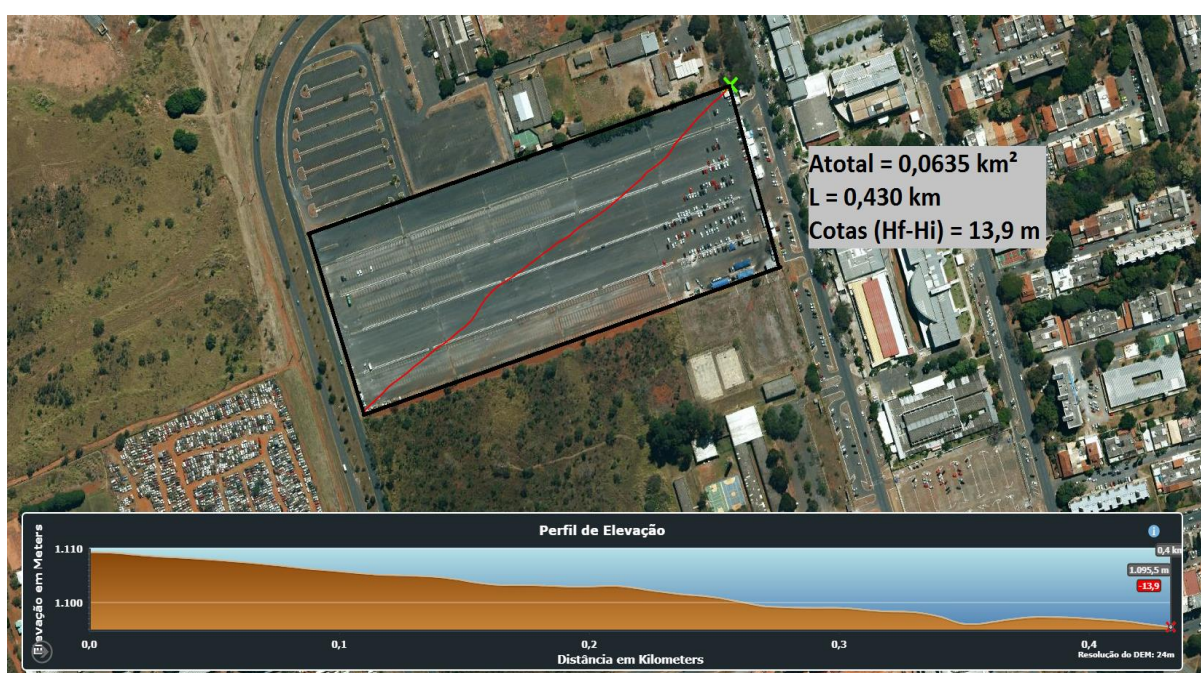 Atotal = 0,0635 km²
L = 0,430 km
Cotas (Hf-Hi) = 13,9 m
Perfil de Elevação
Elevação em Meters
1.110
1.100
0,4 km
1.095,5 m
-13,9
0,0
0,1
0,2
0,3
0,4
Distância em Kilometers
Resolução do DEM: 24m